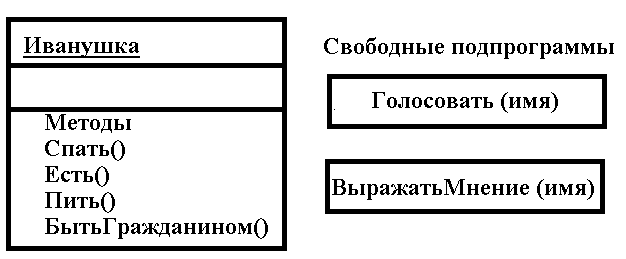 Иванушка
Методы
Спать()
Есть()
Пить()
БытьГражданином()
Свободные подпрограммы
Голосовать (имя)
ВыражатьМнение (имя)